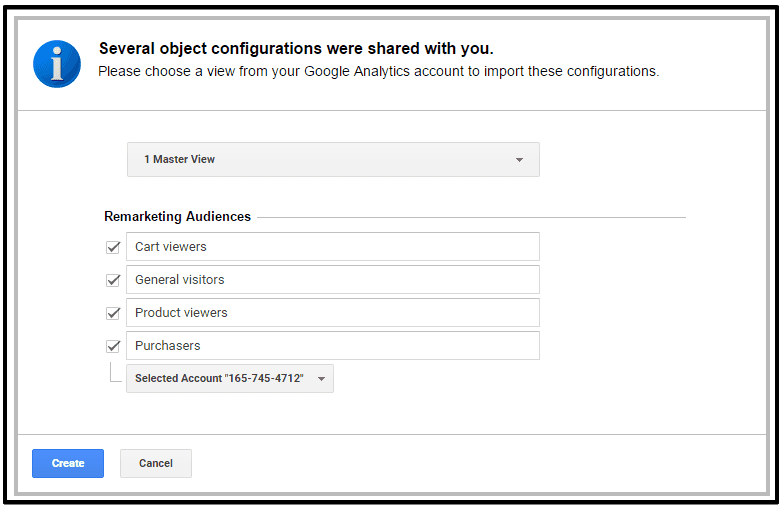 Several object configurations were shared with you.
Please choose a view from your Google Analytics account to import these configurations.
1 Master View
Remarketing Audiences
Cart viewers
General visitors
Product viewers
Purchasers
Selected Account "165-745-4712"
Create
Cancel